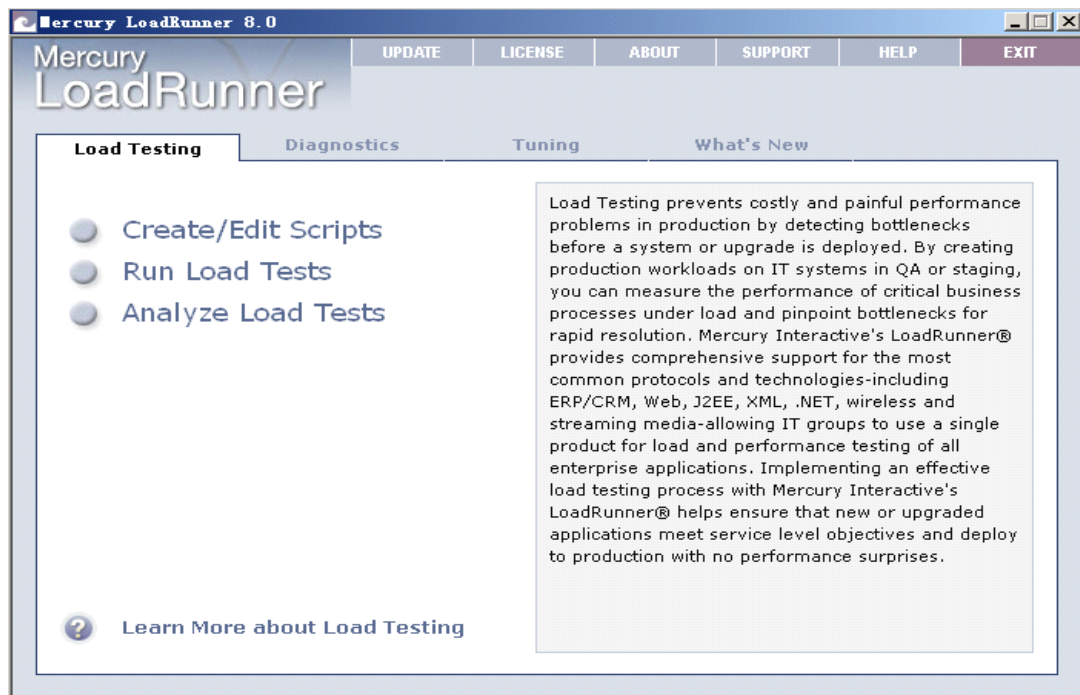 Mercury LoadRunner 8.0
Mercury
LoadRunner
UPDATE LICENSE ABOUT SUPPORT HELP EXIT
Load Testing Diagnostics Tuning What's New
Create/Edit Scripts
Run Load Tests
Analyze Load Tests
Load Testing prevents costly and painful performance
problems in production by detecting bottlenecks
before a system or upgrade is deployed. By creating
production workloads on IT systems in QA or staging,
you can measure the performance of critical business
processes under load and pinpoint bottlenecks for
rapid resolution. Mercury Interactive's LoadRunner®
provides comprehensive support for the most
common protocols and technologies-including
ERP/CRM, Web, J2EE, XML, .NET, wireless and
streaming media-allowing IT groups to use a single
product for load and performance testing of all
enterprise applications. Implementing an effective
load testing process with Mercury Interactive's
LoadRunner® helps ensure that new or upgraded
applications meet service level objectives and deploy
to production with no performance surprises.
? Learn More about Load Testing